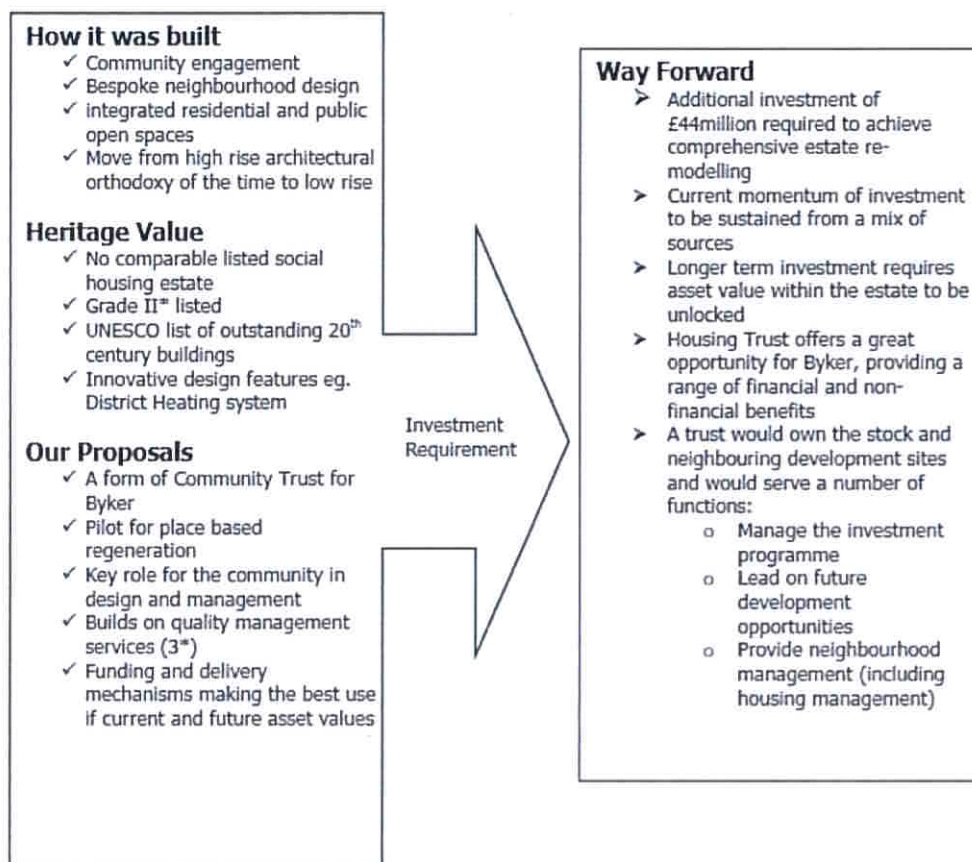 How it was built
✓ Community engagement
✓ Bespoke neighbourhood design
✓ integrated residential and public
open spaces
✓ Move from high rise architectural
orthodoxy of the time to low rise
Heritage Value
✓ No comparable listed social
housing estate
✓ Grade II* listed
✓ UNESCO list of outstanding 20th
century buildings
✓ Innovative design features eg.
District Heating system
Our Proposals
✓ A form of Community Trust for
Byker
✓ Pilot for place based
regeneration
✓ Key role for the community in
design and management
✓ Builds on quality management
services (3*)
✓ Funding and delivery
mechanisms making the best use
if current and future asset values
Investment
Requirement
Way Forward
➢ Additional investment of
£44million required to achieve
comprehensive estate re-
modelling
➢ Current momentum of investment
to be sustained from a mix of
sources
➢ Longer term investment requires
asset value within the estate to be
unlocked
➢ Housing Trust offers a great
opportunity for Byker, providing a
range of financial and non-
financial benefits
➢ A trust would own the stock and
neighbouring development sites
and would serve a number of
functions:
o Manage the investment
programme
o Lead on future
development
opportunities
o Provide neighbourhood
management (including
housing management)